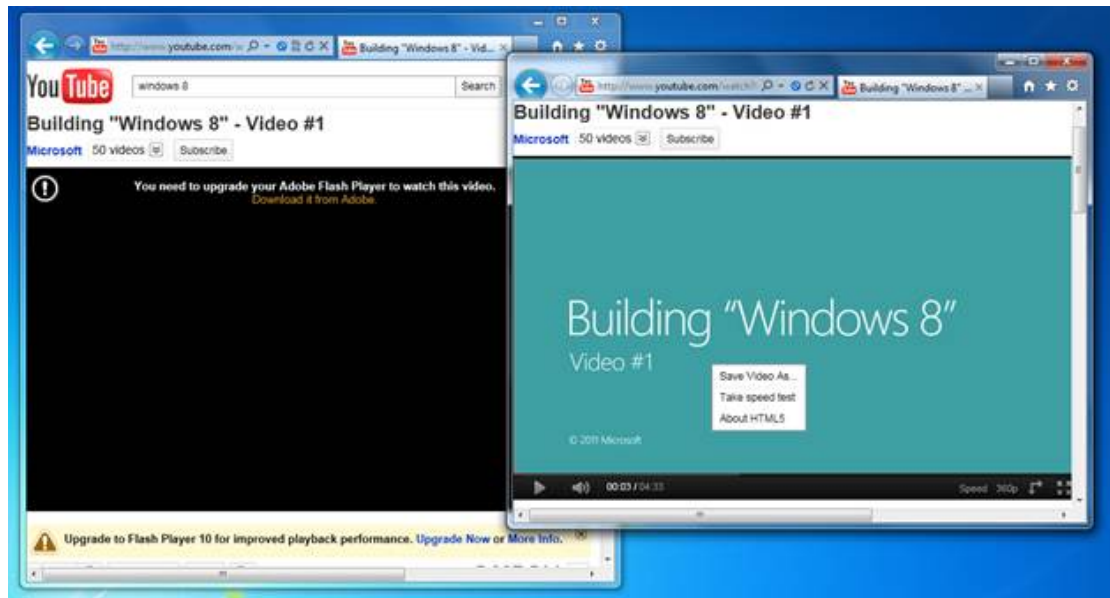 youtube.com
Building "Windows 8" - Vid...
You Tube
windows 8
Search
Building "Windows 8" - Video #1
Microsoft 50 videos
Subscribe
You need to upgrade your Adobe Flash Player to watch this video.
Download it from Adobe.
Upgrade to Flash Player 10 for improved playback performance. Upgrade Now or More Info.
http://www.youtube.com/watch
Building "Windows 8" ...
Building "Windows 8" - Video #1
Microsoft 50 videos
Subscribe
Building “Windows 8”
Video #1
Save Video As...
Take speed test
About HTML5
© 2011 Microsoft
00:03 / 04:33
Speed 360p